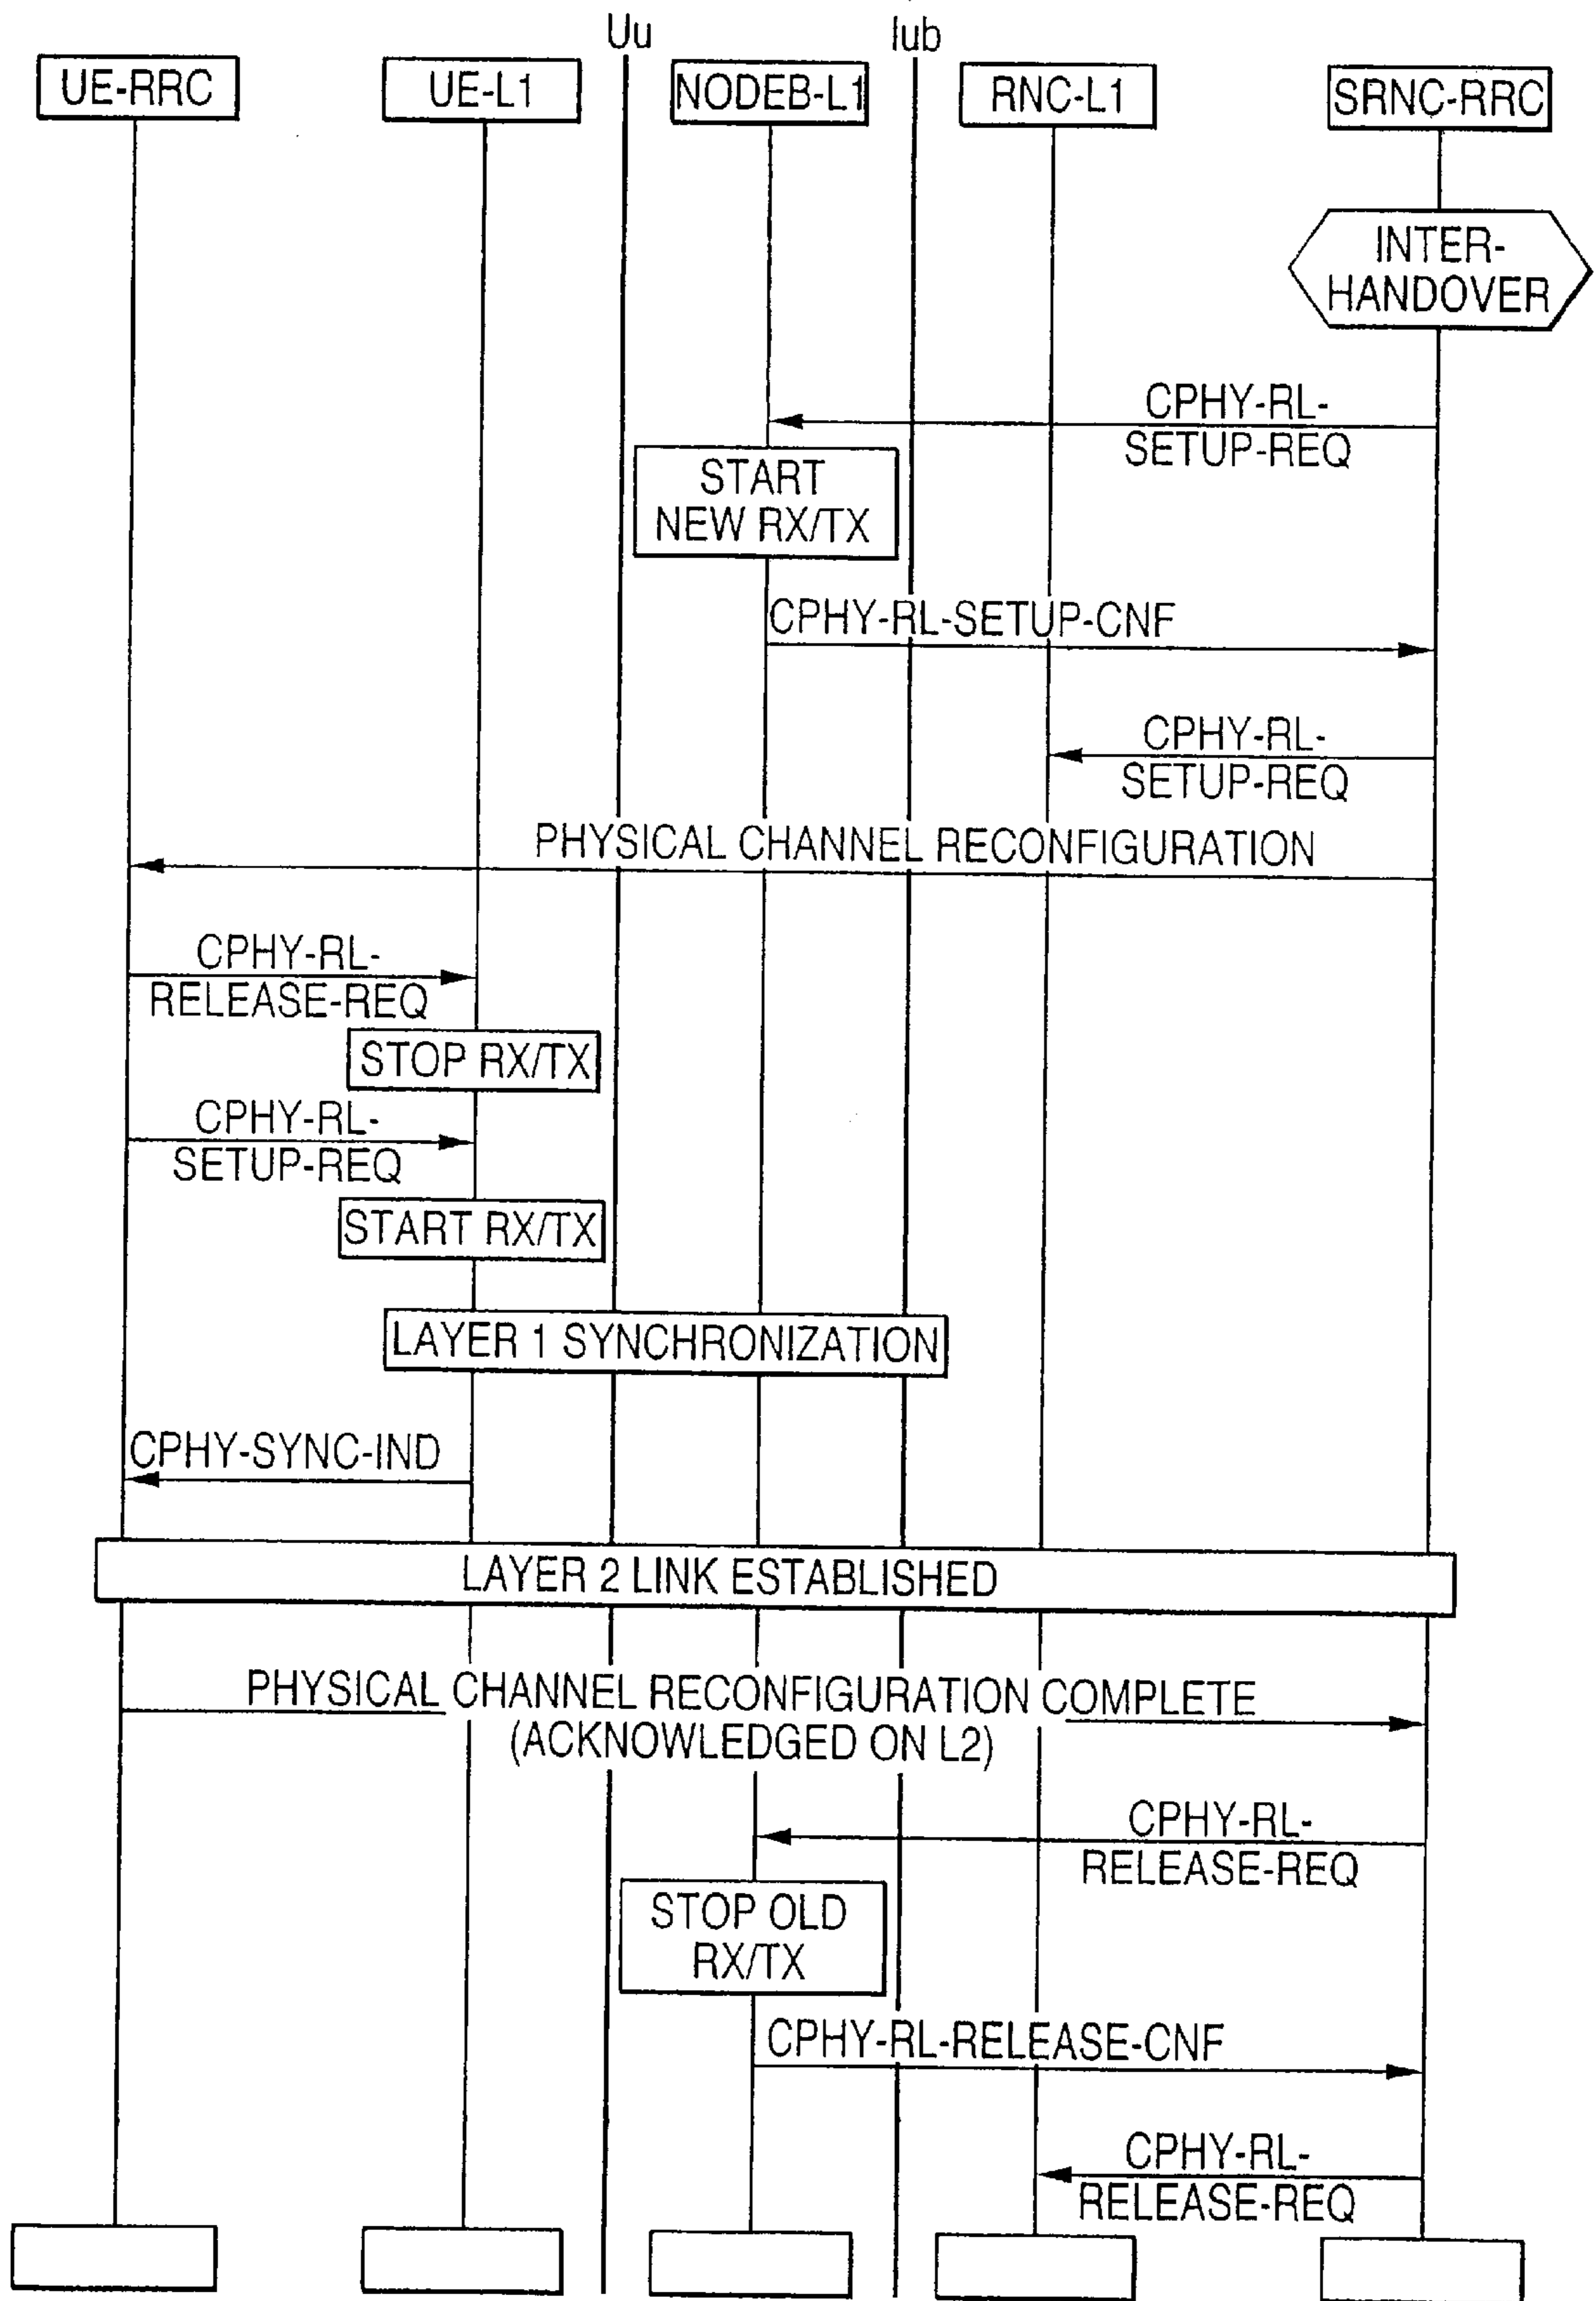 Uu
Iub
UE-RRC
UE-L1
NODEB-L1
RNC-L1
SRNC-RRC
INTER-
HANDOVER
CPHY-RL-
SETUP-REQ
START
NEW RX/TX
CPHY-RL-SETUP-CNF
CPHY-RL-
SETUP-REQ
PHYSICAL CHANNEL RECONFIGURATION
CPHY-RL-
RELEASE-REQ
STOP RX/TX
CPHY-RL-
SETUP-REQ
START RX/TX
LAYER 1 SYNCHRONIZATION
CPHY-SYNC-IND
LAYER 2 LINK ESTABLISHED
PHYSICAL CHANNEL RECONFIGURATION COMPLETE
(ACKNOWLEDGED ON L2)
CPHY-RL-
RELEASE-REQ
STOP OLD
RX/TX
CPHY-RL-RELEASE-CNF
CPHY-RL-
RELEASE-REQ